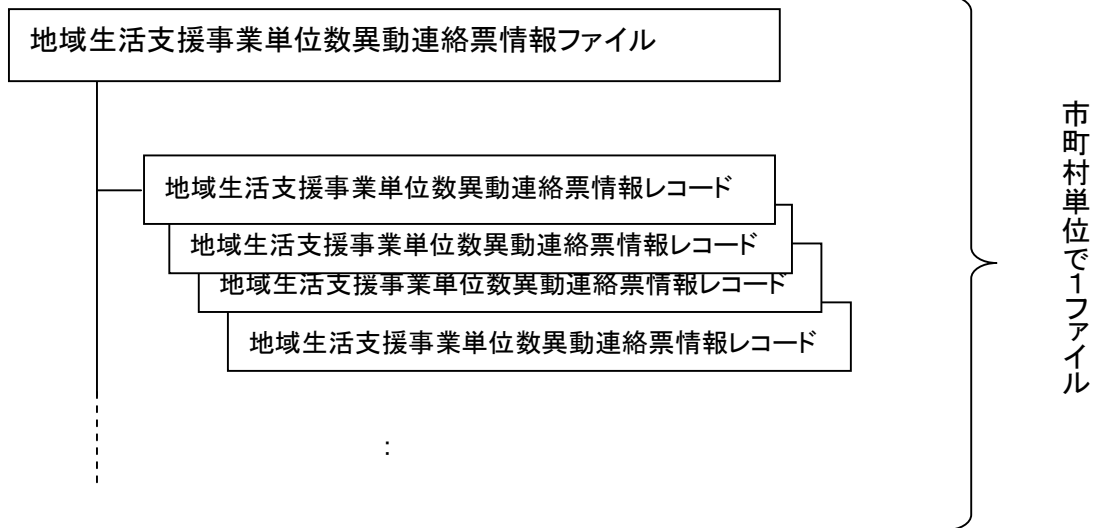 地域生活支援事業単位数異動連絡票情報ファイル
地域生活支援事業単位数異動連絡票情報レコード
地域生活支援事業単位数異動連絡票情報レコード
地域生活支援事業単位数異動連絡票情報レコード
地域生活支援事業単位数異動連絡票情報レコード
:
市町村単位で1ファイル